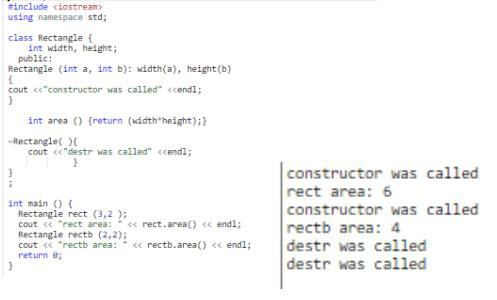 #include <iostream>
using namespace std;

class Rectangle {
    int width, height;
  public:
Rectangle (int a, int b): width(a), height(b)
{
cout <<"constructor was called" <<endl;
}

    int area () {return (width*height);}

~Rectangle( ){
    cout <<"destr was called" <<endl;
            }
}
;

int main () {
  Rectangle rect (3,2 );
  cout << "rect area: " << rect.area() << endl;
  Rectangle rectb (2,2);
  cout << "rectb area: " << rectb.area() << endl;
  return 0;
}

constructor was called
rect area: 6
constructor was called
rectb area: 4
destr was called
destr was called